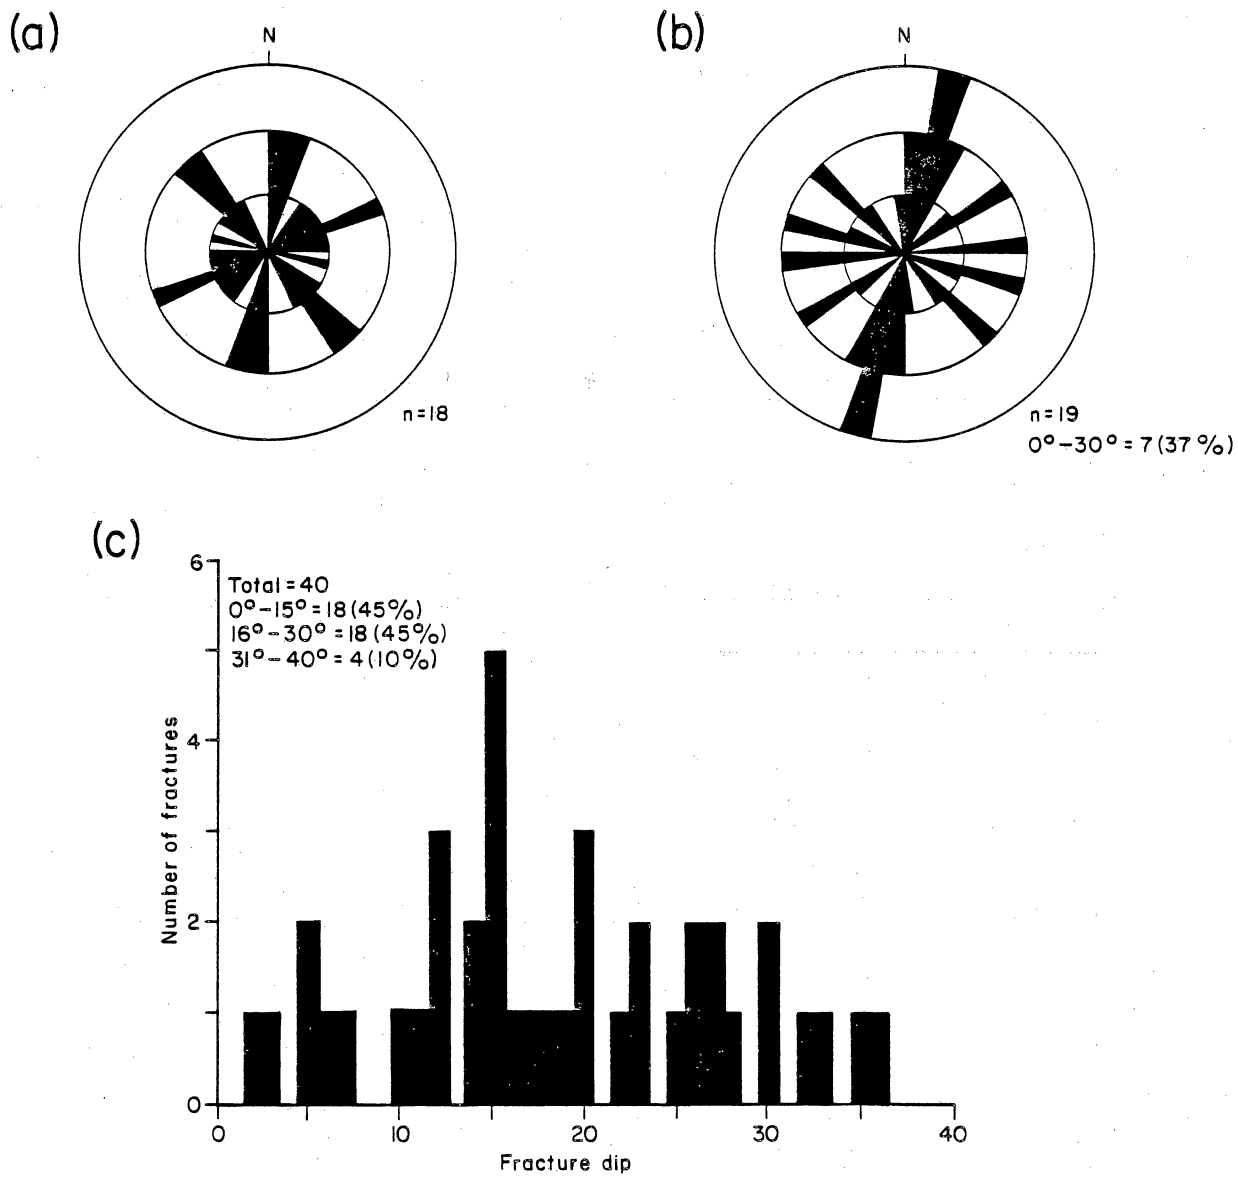 (a)
N
n=18
(b)
N
n=19
0°-30°=7(37%)
(c)
Total=40
0°-15°=18(45%)
16°-30°=18(45%)
31°-40°=4(10%)
Number of fractures
6
4
2
0
0 10 20 30 40
Fracture dip